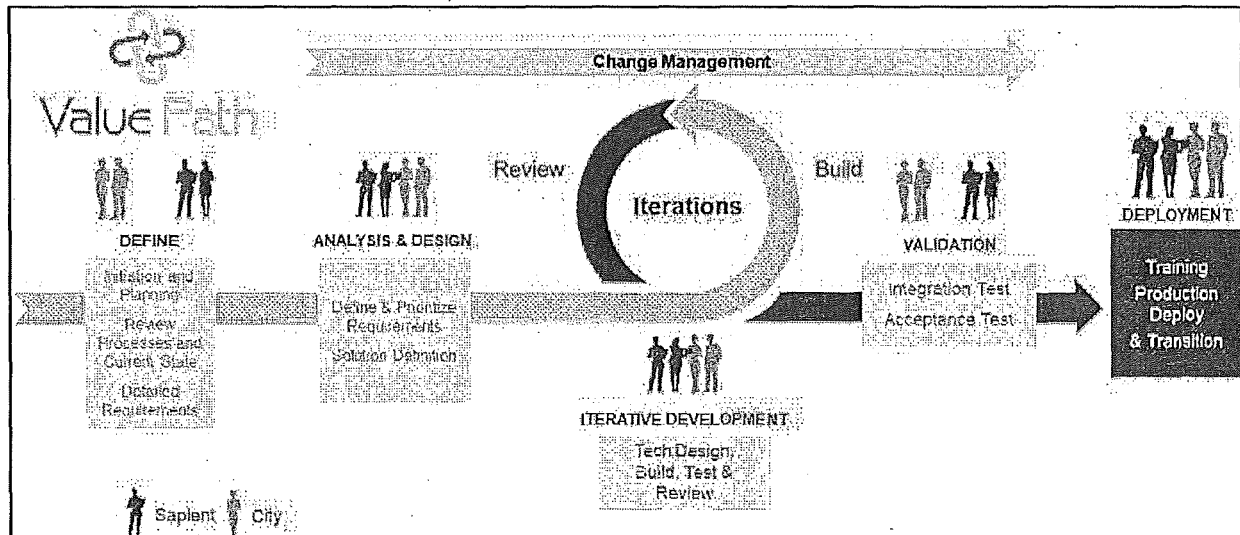 Change Management
Value Path
Review
Build
Iterations
DEFINE
Initiation and
Planning
Review
Processes and
Current State
Detailed
Requirements
ANALYSIS & DESIGN
Define & Prioritize
Requirements
Solution Definition
ITERATIVE DEVELOPMENT
Tech Design,
Build, Test &
Review
VALIDATION
Integration Test
Acceptance Test
DEPLOYMENT
Training
Production
Deploy
& Transition
Sapient
City